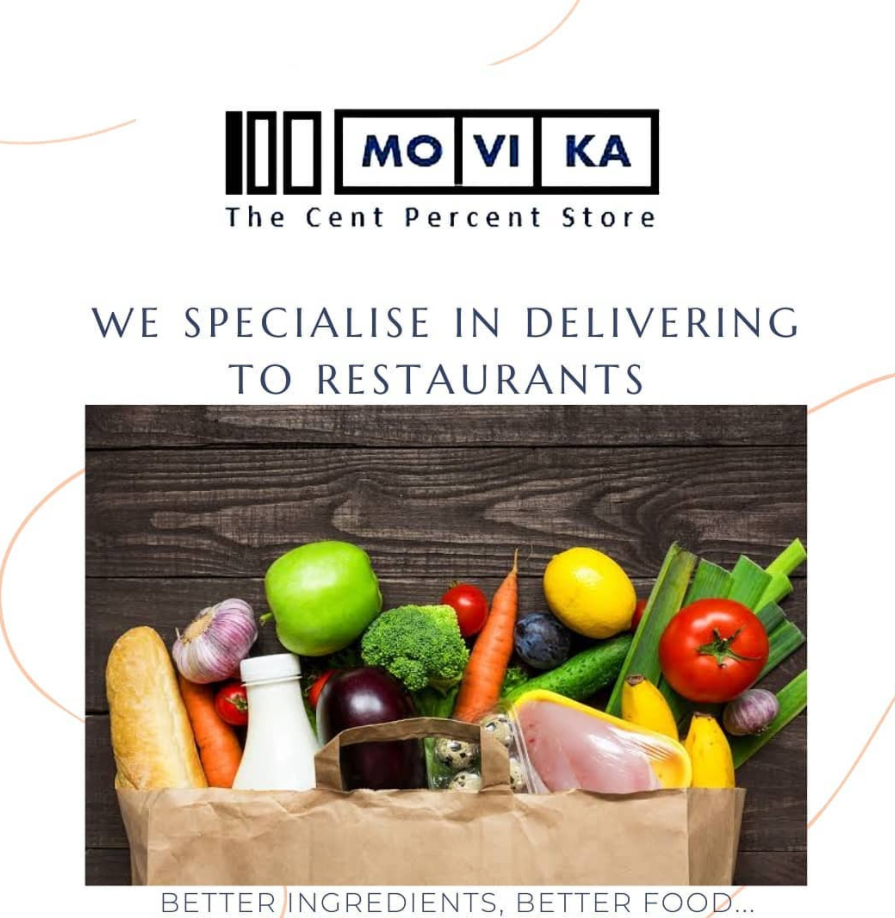 MO VI KA
The Cent Percent Store
WE SPECIALISE IN DELIVERING
TO RESTAURANTS
BETTER INGREDIENTS, BETTER FOOD...